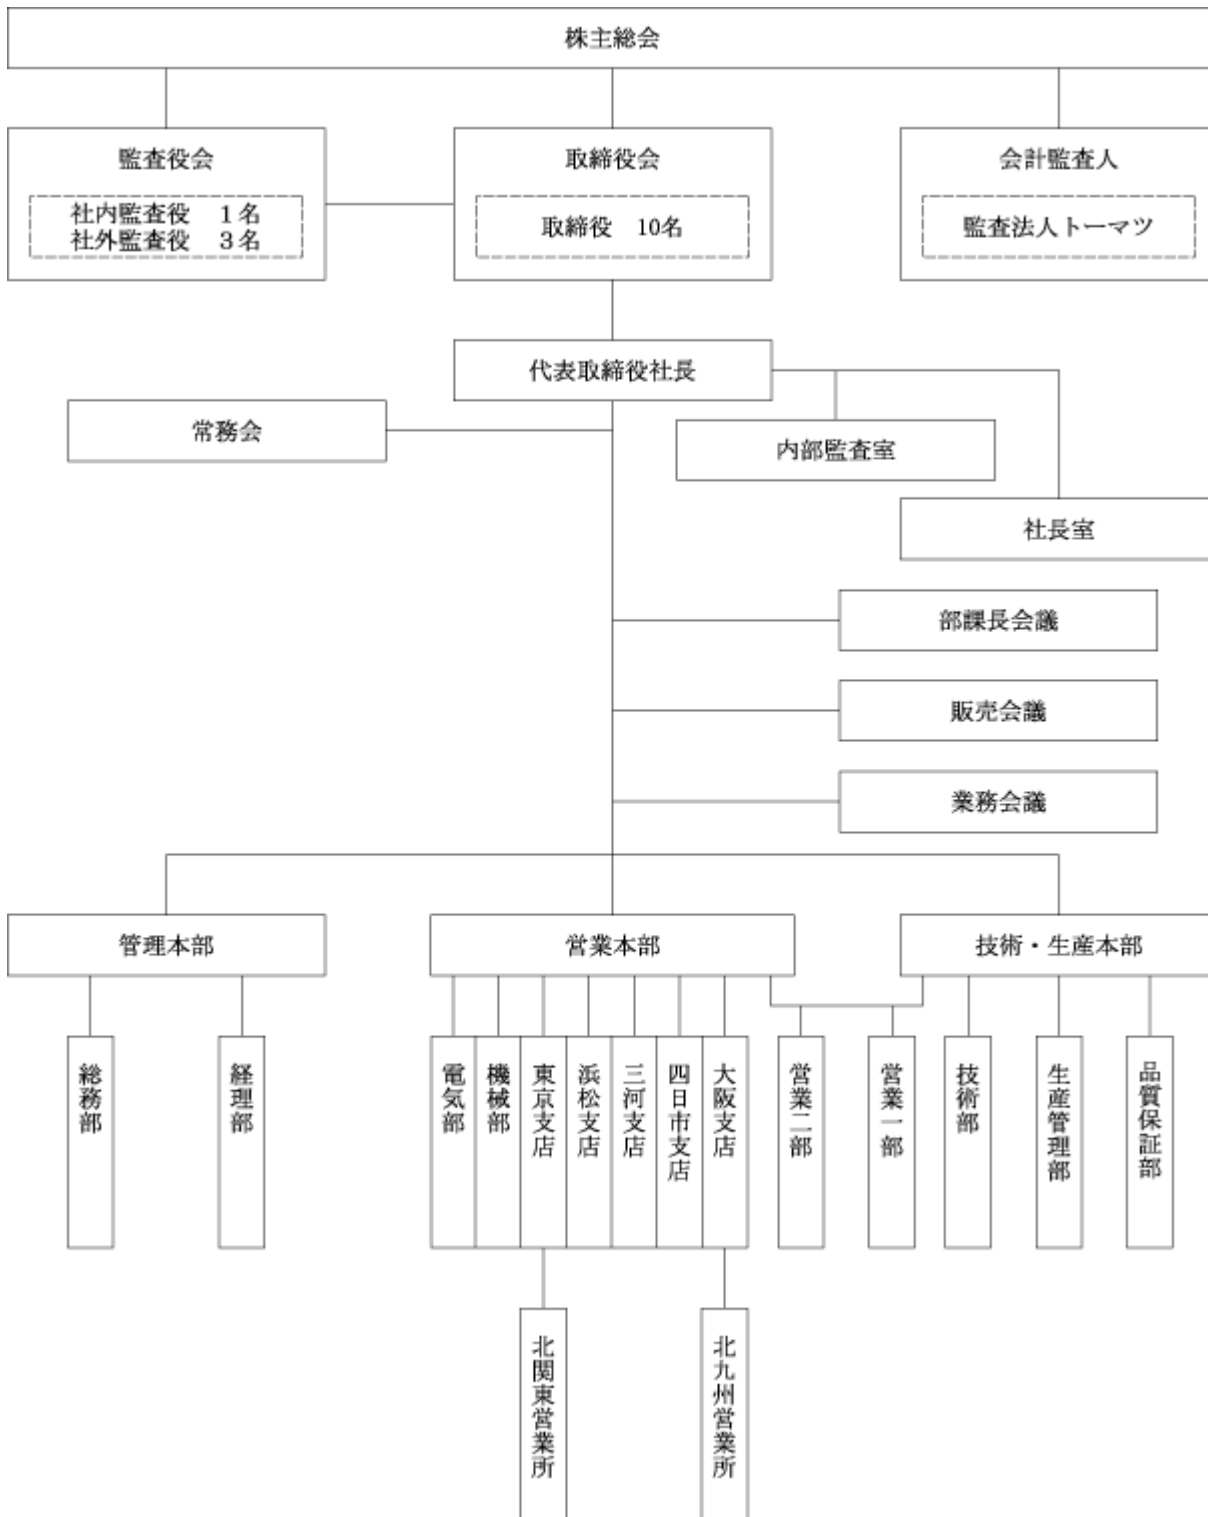 株主総会
監査役会
社内監査役　１名
社外監査役　３名
取締役会
取締役　10名
会計監査人
監査法人トーマツ
代表取締役社長
常務会
内部監査室
社長室
部課長会議
販売会議
業務会議
管理本部
営業本部
技術・生産本部
総務部
経理部
電気部
機械部
東京支店
浜松支店
三河支店
四日市支店
大阪支店
営業二部
営業一部
技術部
生産管理部
品質保証部
北関東営業所
北九州営業所